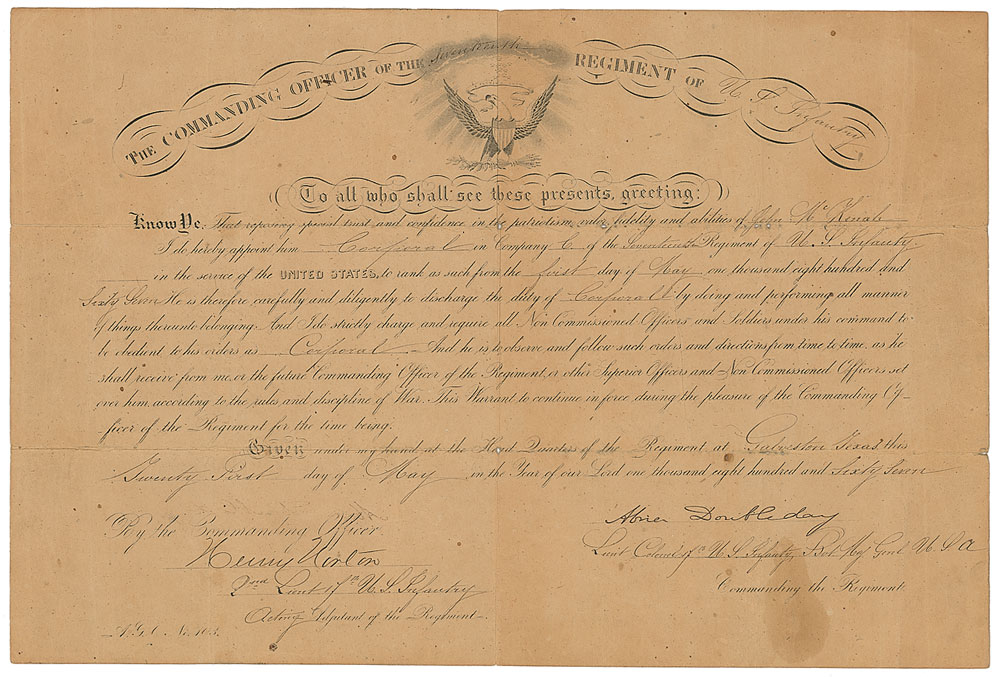 THE COMMANDING OFFICER OF THE Seventeenth REGIMENT OF U. S. Infantry
To all who shall see these presents, greeting:
Know Ye, That reposing special trust and confidence in the patriotism, valor, fidelity and abilities of John Mc
I do hereby appoint him Corporal in Company C, of the Seventeenth Regiment of U S Infantry
in the service of the UNITED STATES, to rank as such from the first day of May one thousand eight hundred and
Sixty Seven He is therefore carefully and diligently to discharge the duty of Corporall by doing and performing all manner
of things thereunto belonging. And I do strictly charge and require all Non Commissioned Officers and Soldiers under his command to
be obedient to his orders as Corporal And he is to observe and follow such orders and directions from time to time, as he
shall receive from me, or the future Commanding Officer of the Regiment, or other Superior Officers and Non Commissioned Officers set
over him, according to the rules and discipline of War. This Warrant to continue in force during the pleasure of the Commanding Of-
ficer of the Regiment for the time being.
Given under my hand at the Head Quarters of the Regiment at Galveston Texas this
Twenty First day of May in the Year of our Lord one thousand eight hundred and Sixty Seven
By the Commanding Officer
Abner Doubleday
Henry Norton
Lieut Colonel 17th U. S. Infantry, Bvt Maj Genl U. S. A
2nd Lieut 17th U. S. Infantry
Commanding the Regiment
Acting Adjutant of the Regiment.
A. G. O. No. 103.